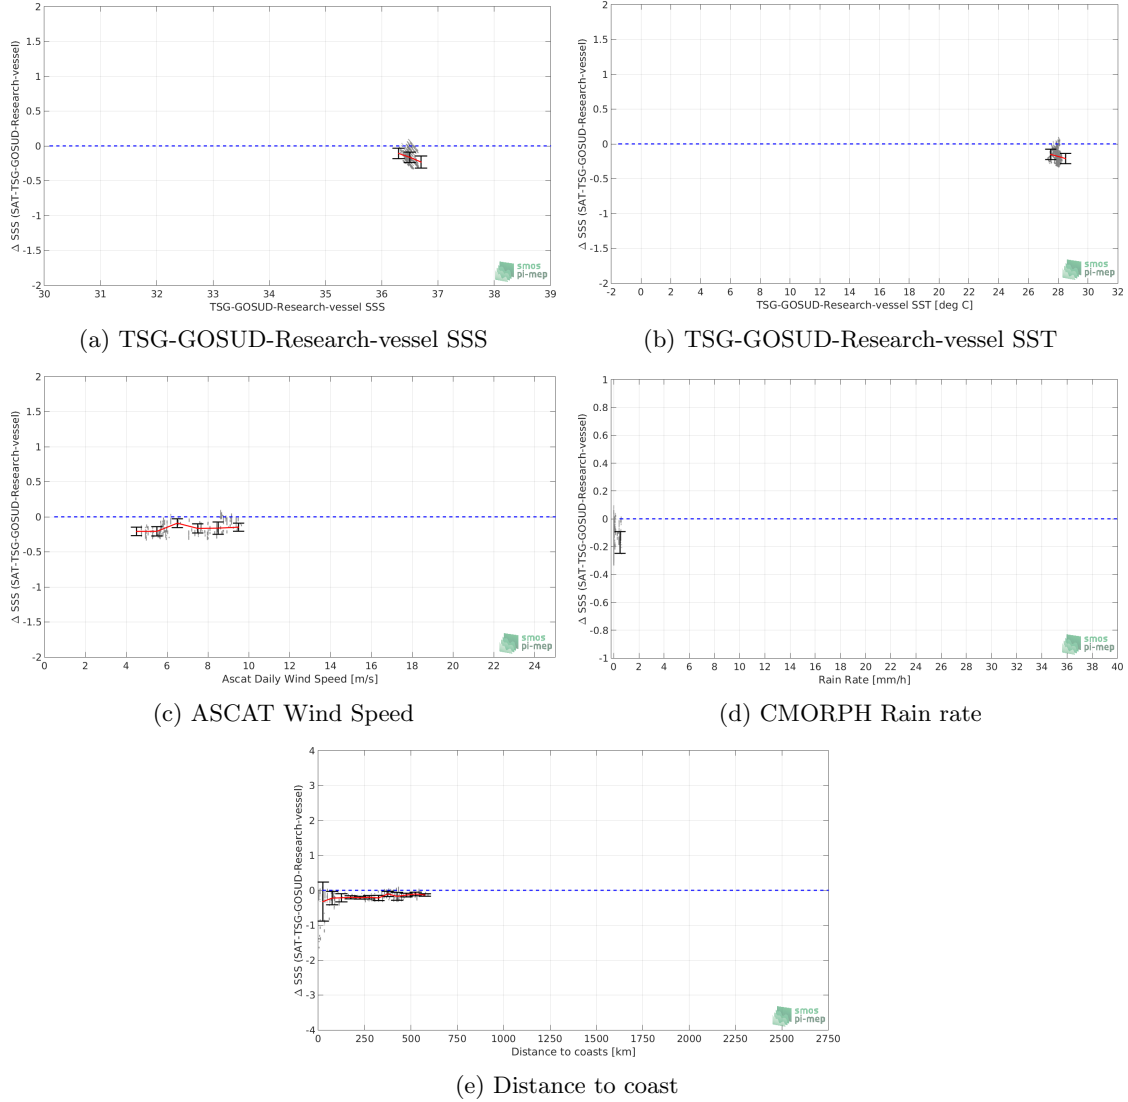 2
1.5
1
0.5
0
-0.5
-1
-1.5
-2
Δ SSS (SAT-TSG-GOSUD-Research-vessel)
30 31 32 33 34 35 36 37 38 39
TSG-GOSUD-Research-vessel SSS
smos
pi-mep
(a) TSG-GOSUD-Research-vessel SSS
2
1.5
1
0.5
0
-0.5
-1
-1.5
-2
Δ SSS (SAT-TSG-GOSUD-Research-vessel)
-2 0 2 4 6 8 10 12 14 16 18 20 22 24 26 28 30 32
TSG-GOSUD-Research-vessel SST [deg C]
smos
pi-mep
(b) TSG-GOSUD-Research-vessel SST
2
1.5
1
0.5
0
-0.5
-1
-1.5
-2
Δ SSS (SAT-TSG-GOSUD-Research-vessel)
0 2 4 6 8 10 12 14 16 18 20 22 24
Ascat Daily Wind Speed [m/s]
smos
pi-mep
(c) ASCAT Wind Speed
1
0.8
0.6
0.4
0.2
0
-0.2
-0.4
-0.6
-0.8
-1
Δ SSS (SAT-TSG-GOSUD-Research-vessel)
0 2 4 6 8 10 12 14 16 18 20 22 24 26 28 30 32 34 36 38 40
Rain Rate [mm/h]
smos
pi-mep
(d) CMORPH Rain rate
4
3
2
1
0
-1
-2
-3
-4
Δ SSS (SAT-TSG-GOSUD-Research-vessel)
0 250 500 750 1000 1250 1500 1750 2000 2250 2500 2750
Distance to coasts [km]
smos
pi-mep
(e) Distance to coast